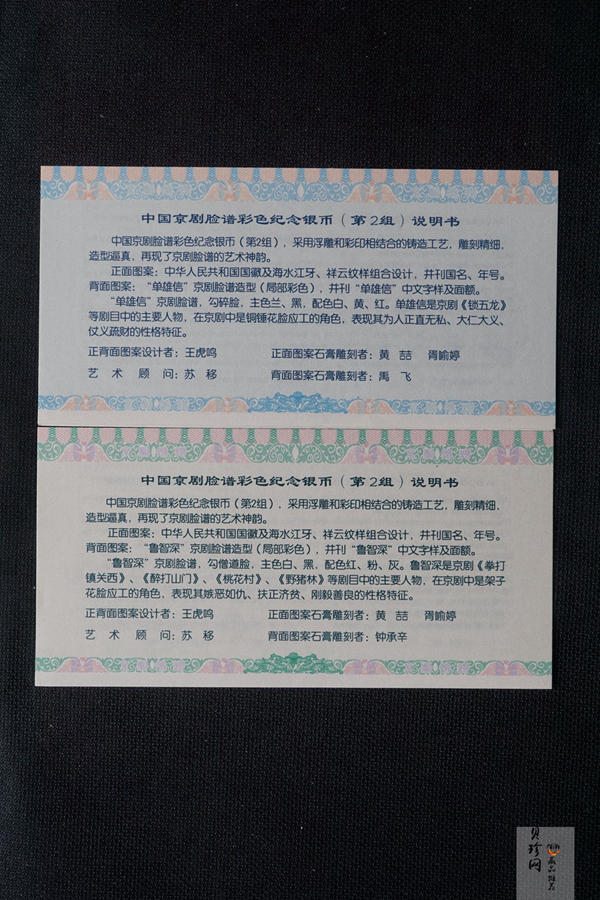 中国京剧脸谱彩色纪念银币（第2组）说明书
中国京剧脸谱彩色纪念银币（第2组），采用浮雕和彩印相结合的铸造工艺，雕刻精细，
造型逼真，再现了京剧脸谱的艺术神韵。
正面图案：中华人民共和国国徽及海水江牙、祥云纹样组合设计，并刊国名、年号。
背面图案：“单雄信”京剧脸谱造型（局部彩色），并刊“单雄信”中文字样及面额。
“单雄信”京剧脸谱，勾碎脸，主色兰、黑，配色白、黄、红。单雄信是京剧《锁五龙》
等剧目中的主要人物，在京剧中是铜锤花脸应工的角色，表现其为人正直无私、大仁大义、
仗义疏财的性格特征。
正背面图案设计者：王虎鸣 正面图案石膏雕刻者：黄 喆 胥喻婷
艺术顾问：苏 移 背面图案石膏雕刻者：禹 飞
中国京剧脸谱彩色纪念银币（第2组）说明书
中国京剧脸谱彩色纪念银币（第2组），采用浮雕和彩印相结合的铸造工艺，雕刻精细，
造型逼真，再现了京剧脸谱的艺术神韵。
正面图案：中华人民共和国国徽及海水江牙、祥云纹样组合设计，并刊国名、年号。
背面图案：“鲁智深”京剧脸谱造型（局部彩色），并刊“鲁智深”中文字样及面额。
“鲁智深”京剧脸谱，勾僧道脸，主色白、黑，配色红、粉、灰。鲁智深是京剧《拳打
镇关西》、《醉打山门》、《桃花村》、《野猪林》等剧目中的主要人物，在京剧中是架子
花脸应工的角色，表现其嫉恶如仇、扶正济贫、刚毅善良的性格特征。
正背面图案设计者：王虎鸣 正面图案石膏雕刻者：黄 喆 胥喻婷
艺术顾问：苏 移 背面图案石膏雕刻者：钟承辛
贝珍网
藏品推荐